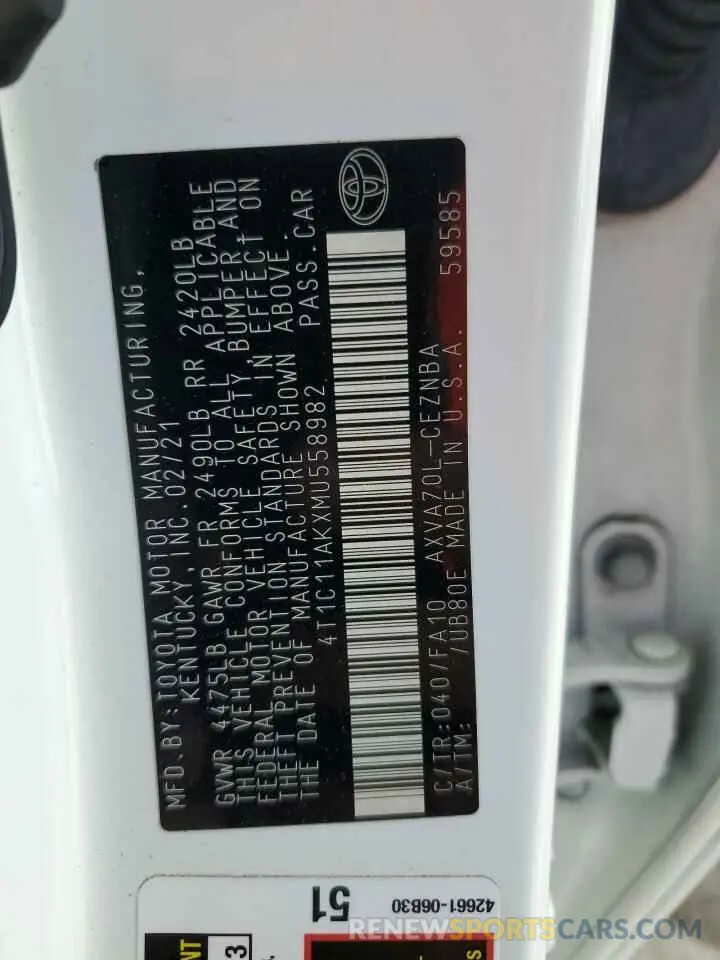 MFD.BY:TOYOTA MOTOR MANUFACTURING,
KENTUCKY,INC.02/21
GVWR 4475LB GAWR FR 2490LB RR 2420LB
THIS VEHICLE CONFORMS TO ALL APPLICABLE
FEDERAL MOTOR VEHICLE SAFETY,BUMPER,AND
THEFT PREVENTION STANDARDS IN EFFECT ON
THE DATE OF MANUFACTURE SHOWN ABOVE.
4T1C11AKXMU558982 PASS.CAR
C/TR:040/FA10 AXVA70L-CEZNBA
A/TM: /UB80E MADE IN U.S.A. 59585
51
42661-06B30
NT
3
RENEWSPORTSCARS.COM